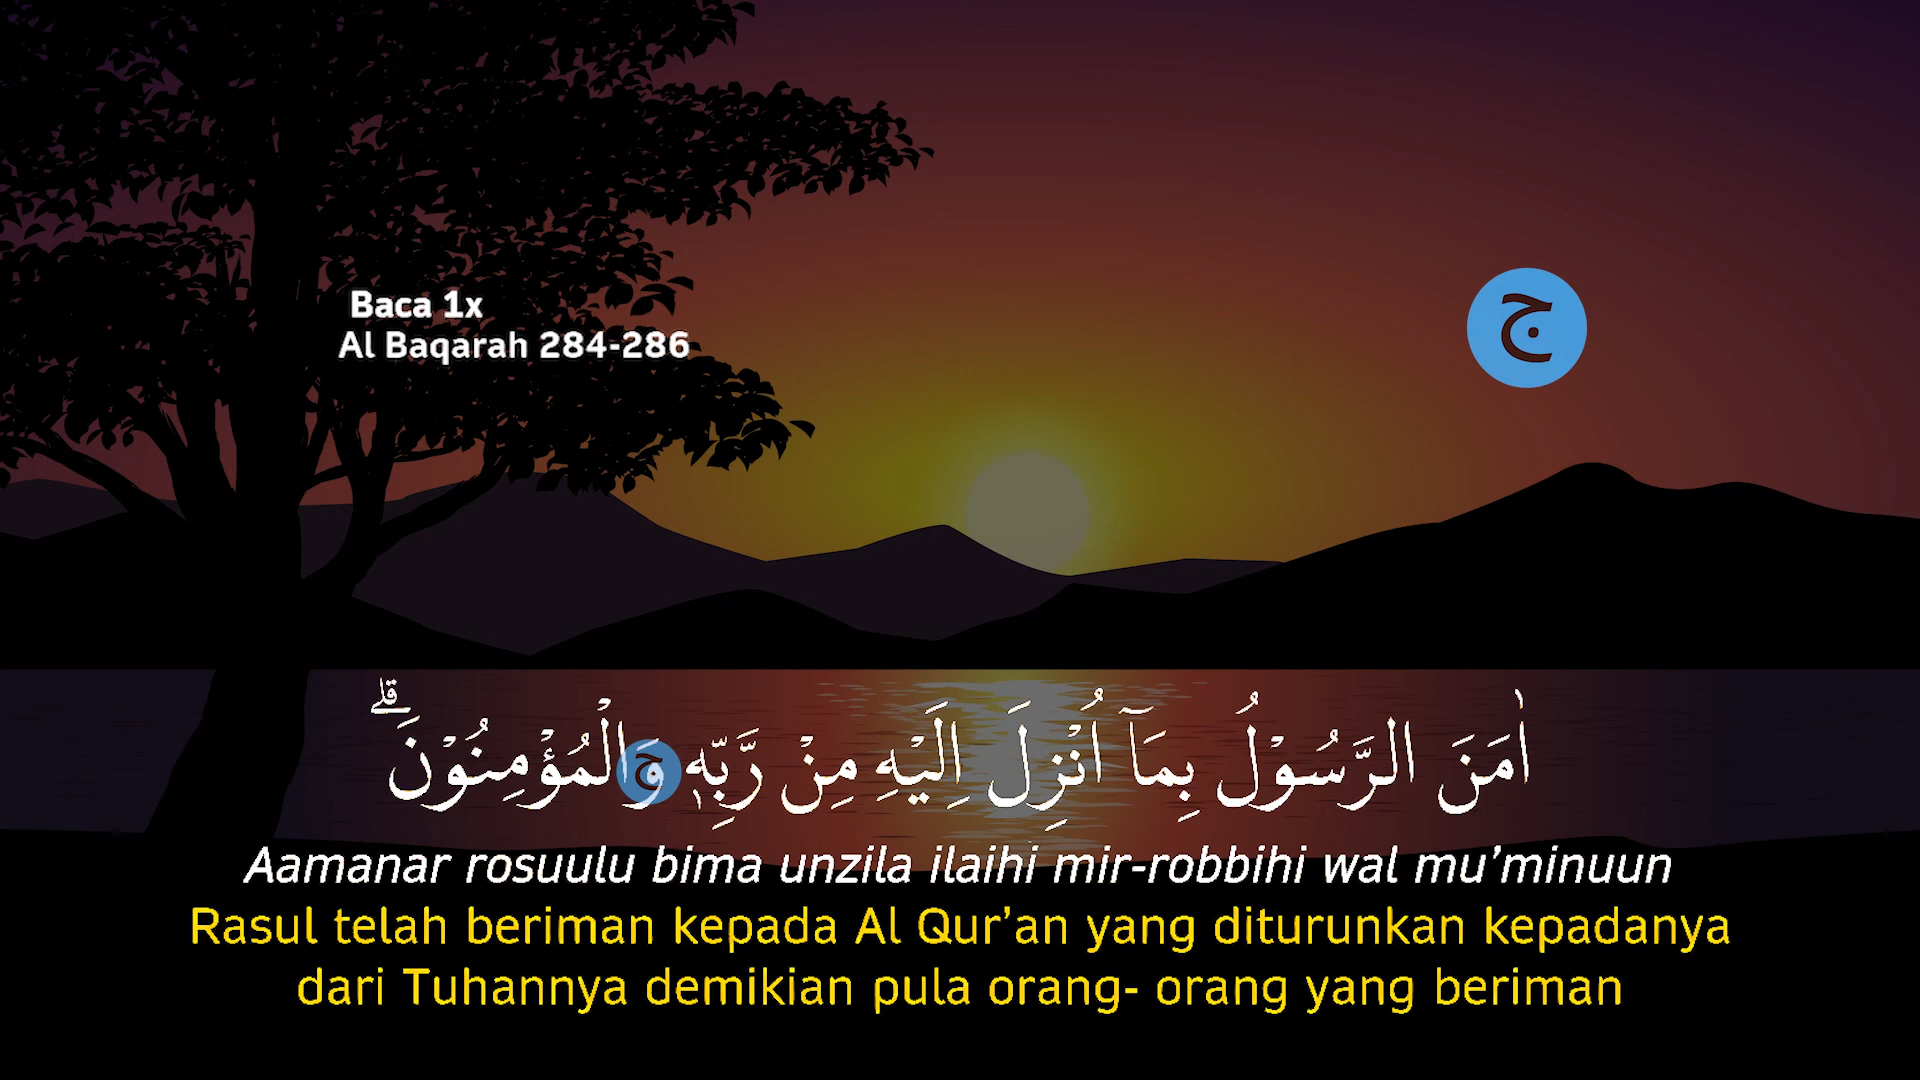 Baca 1x
Al Baqarah 284-286
ج
اٰمَنَ الرَّسُوْلُ بِمَآ اُنْزِلَ اِلَيْهِ مِنْ رَّبِّهٖ وَالْمُؤْمِنُوْنَۗ
ج
Aamanar rosuulu bima unzila ilaihi mir-robbihi wal mu’minuun
Rasul telah beriman kepada Al Qur’an yang diturunkan kepadanya
dari Tuhannya demikian pula orang- orang yang beriman